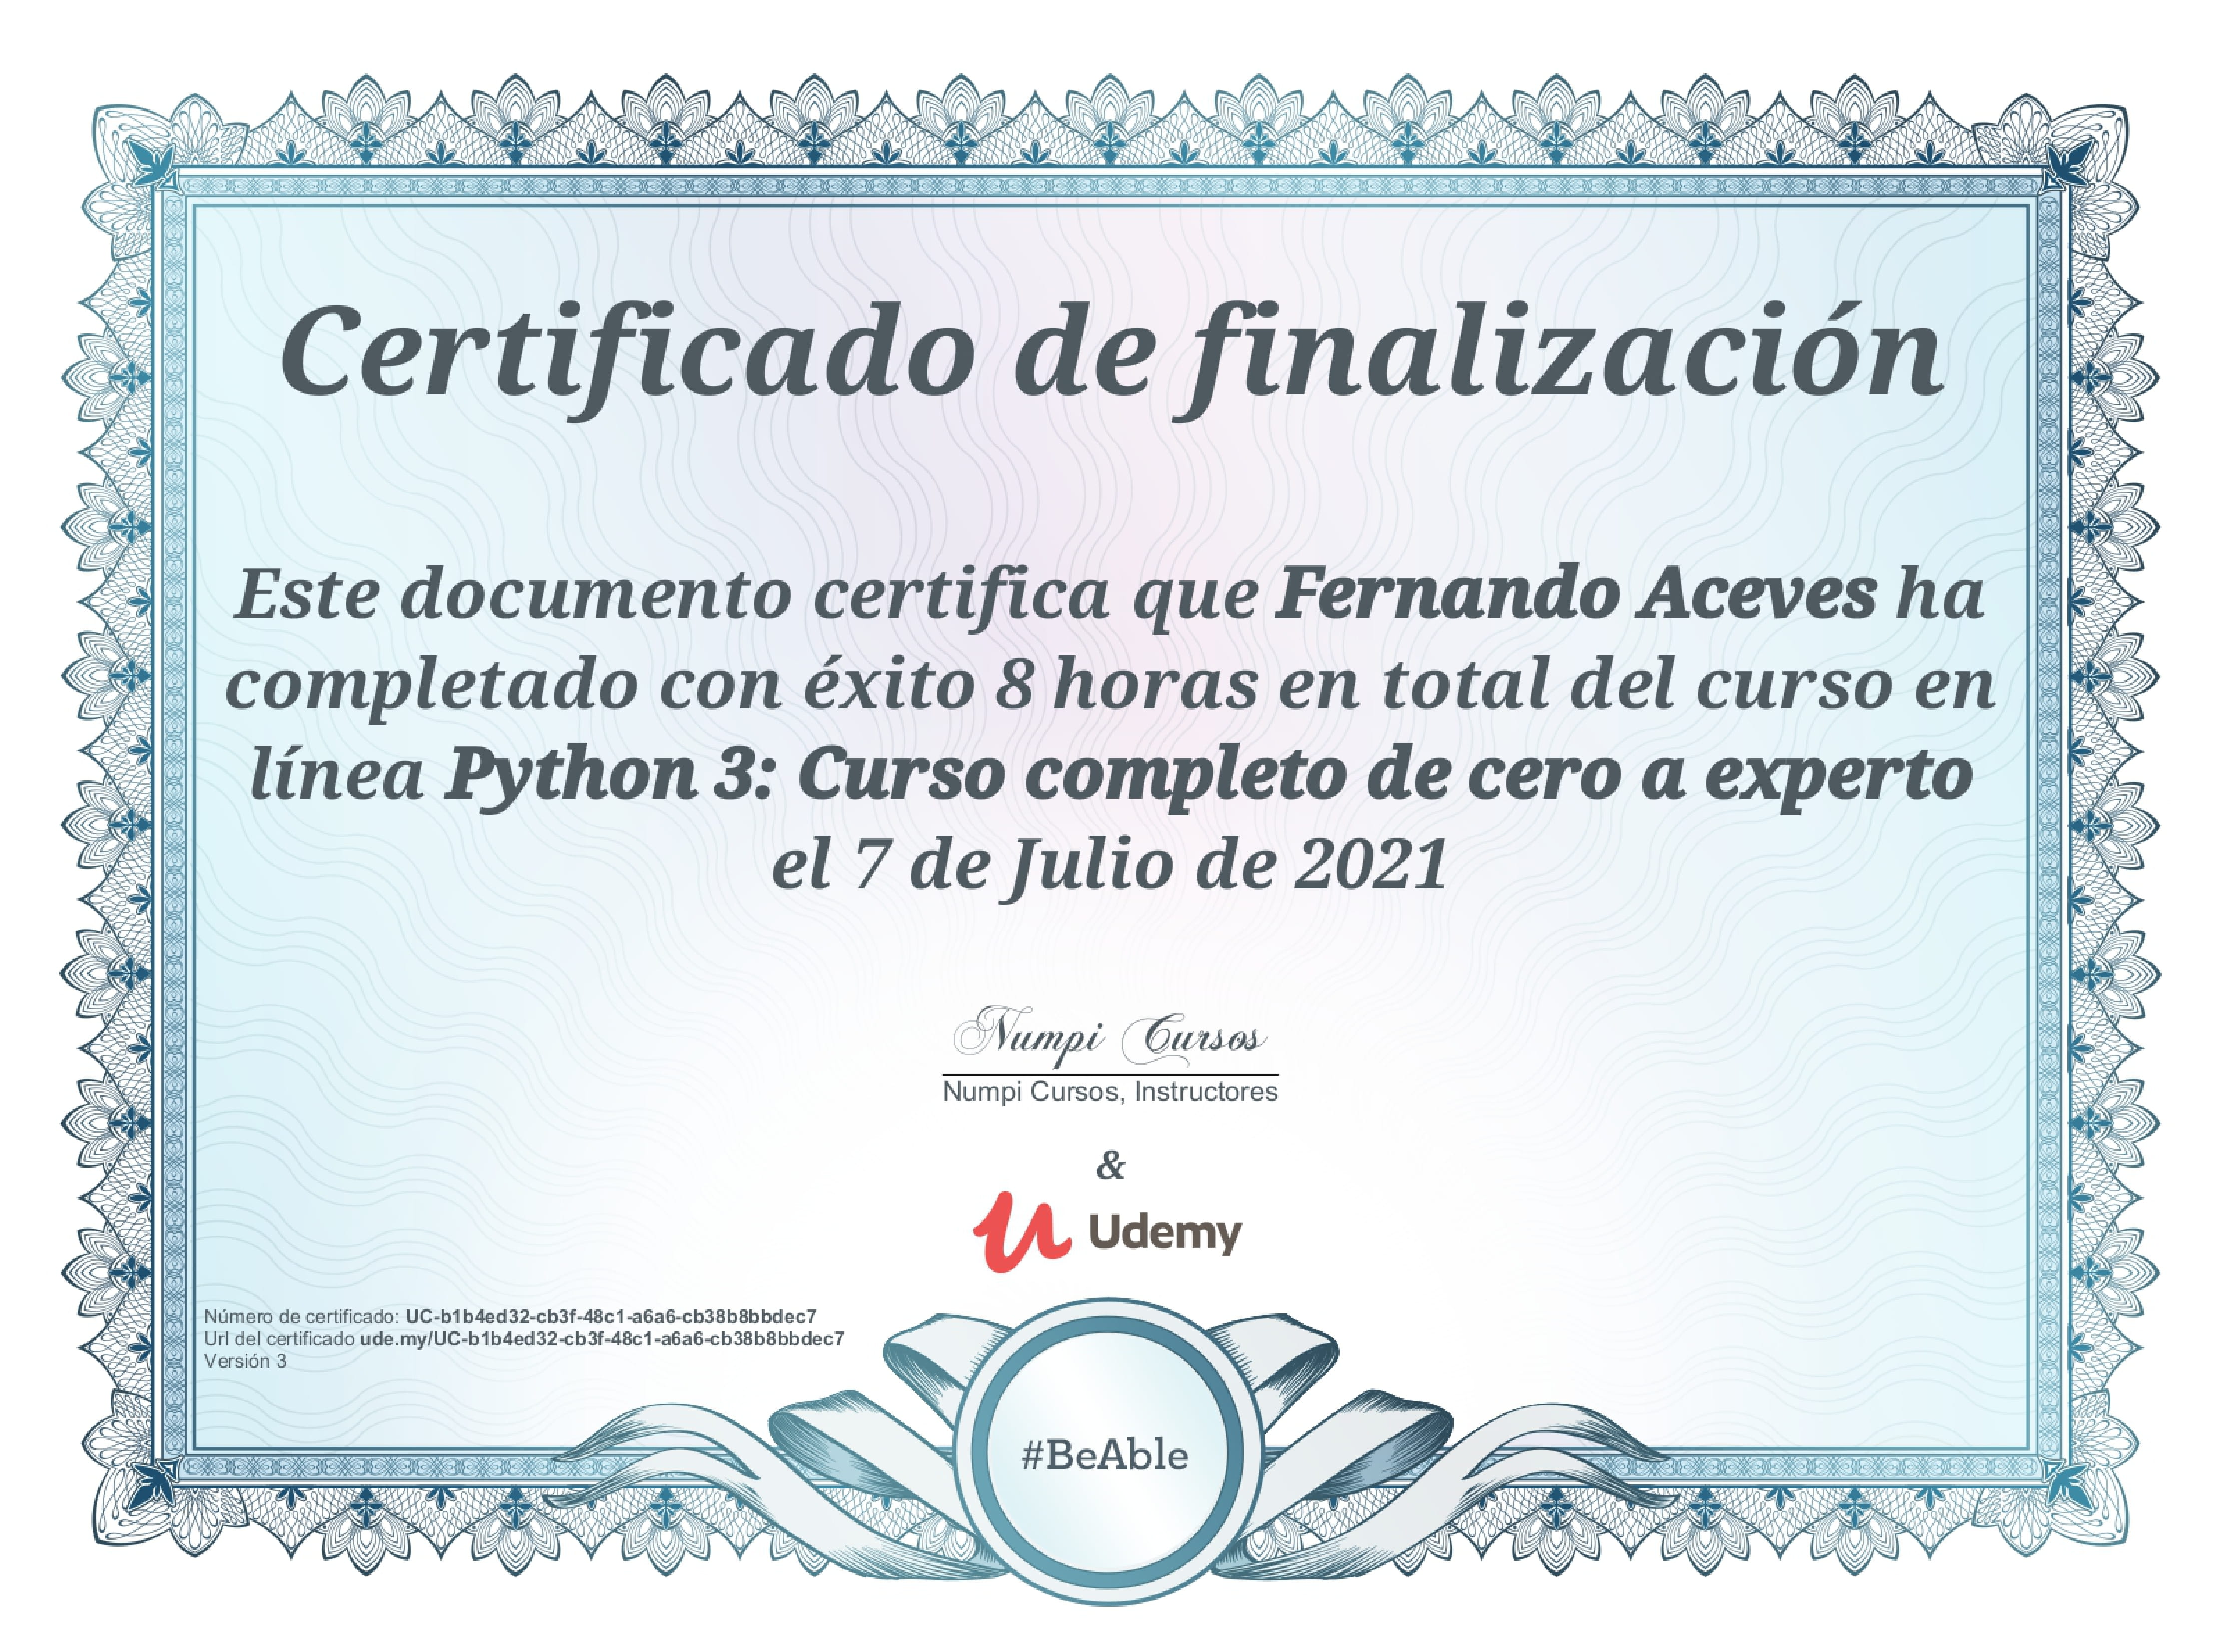 Certificado de finalización
Este documento certifica que Fernando Aceves ha
completado con éxito 8 horas en total del curso en
línea Python 3: Curso completo de cero a experto
el 7 de Julio de 2021
Numpi Cursos
Numpi Cursos, Instructores
&
Udemy
Número de certificado: UC-b1b4ed32-cb3f-48c1-a6a6-cb38b8bbdec7
Url del certificado ude.my/UC-b1b4ed32-cb3f-48c1-a6a6-cb38b8bbdec7
Versión 3
#BeAble